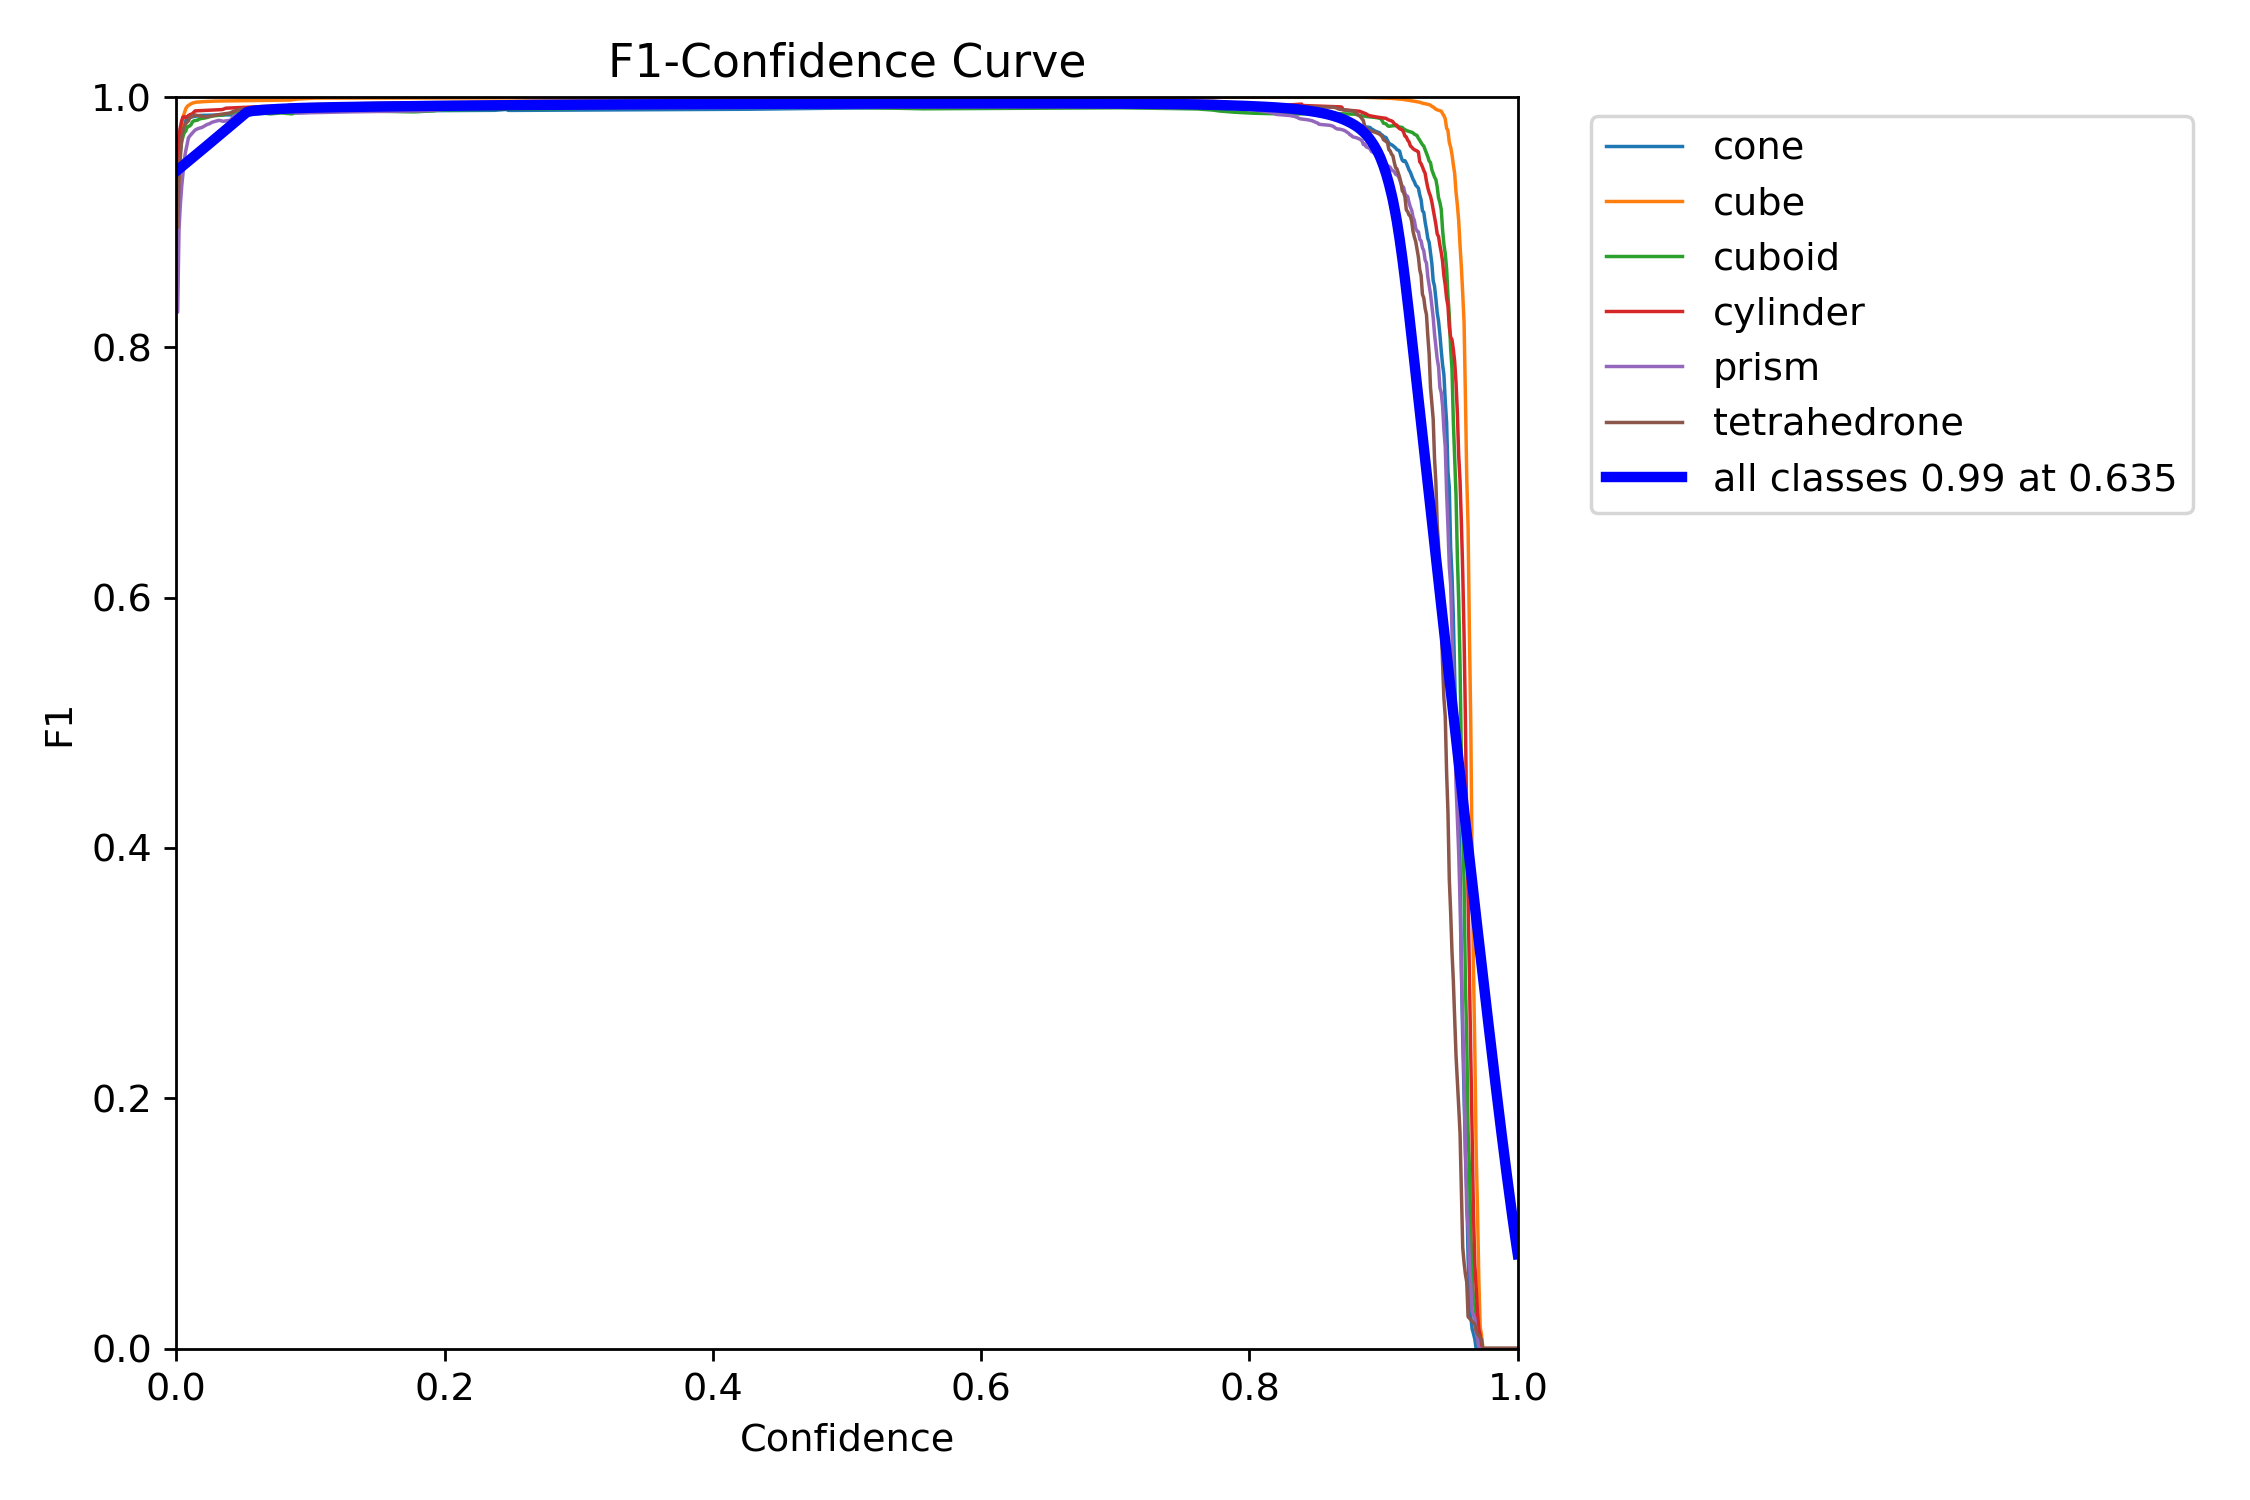 F1-Confidence Curve
1.0
0.8
0.6
0.4
0.2
0.0
F1
0.0 0.2 0.4 0.6 0.8 1.0
Confidence
cone
cube
cuboid
cylinder
prism
tetrahedrone
all classes 0.99 at 0.635